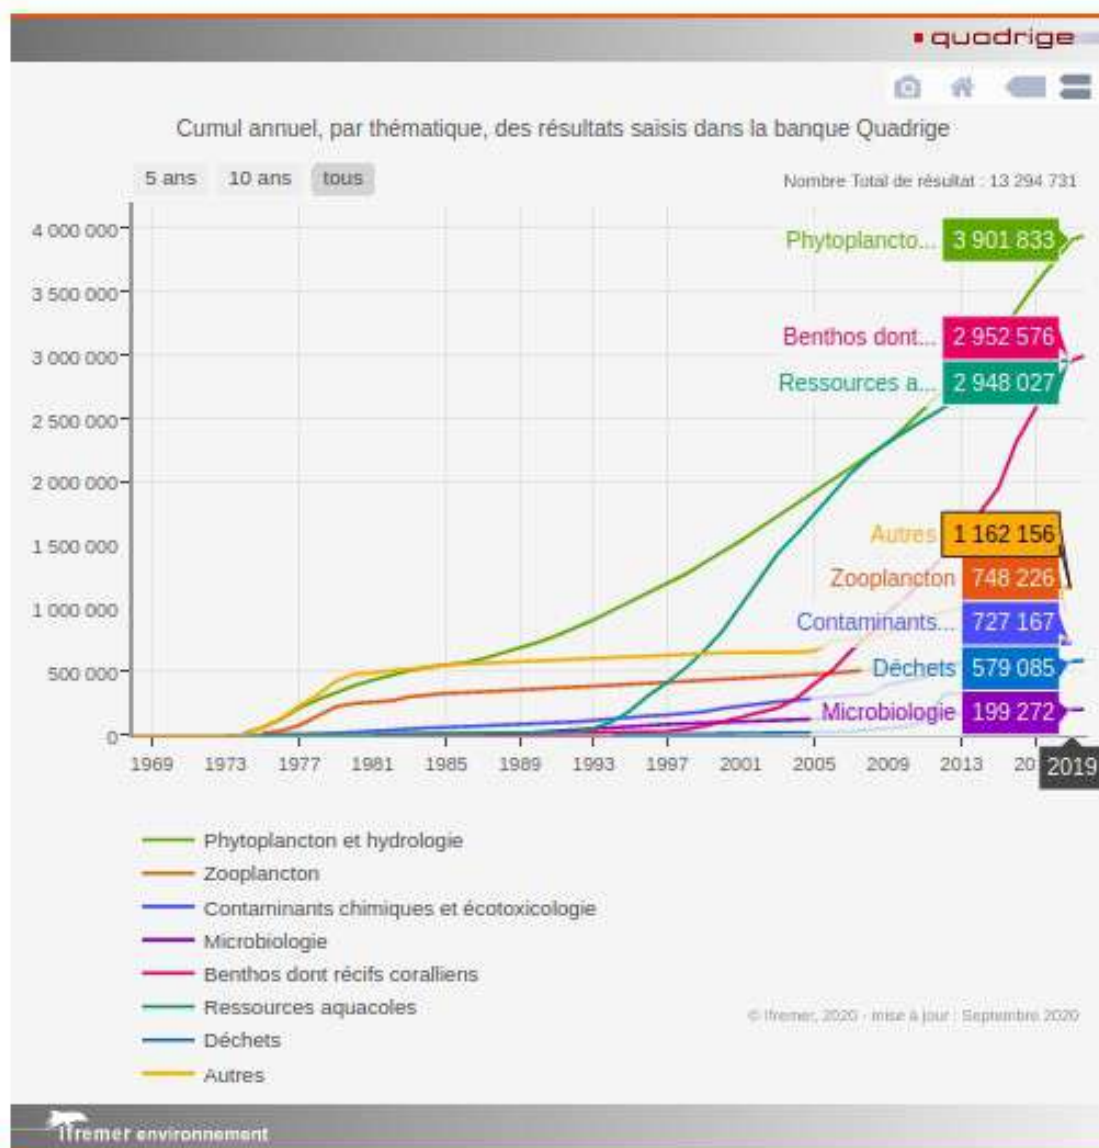 quadrige
Cumul annuel, par thématique, des résultats saisis dans la banque Quadrige
5 ans 10 ans tous
Nombre Total de résultat : 13 294 731
4 000 000
Phytoplancto... 3 901 833
3 500 000
Benthos dont... 2 952 576
3 000 000
Ressources a... 2 948 027
2 500 000
2 000 000
Autres 1 162 156
1 500 000
Zooplancton 748 226
Contaminants... 727 167
1 000 000
Déchets 579 085
500 000
Microbiologie 199 272
0
1969 1973 1977 1981 1985 1989 1993 1997 2001 2005 2009 2013 20 2019
Phytoplancton et hydrologie
Zooplancton
Contaminants chimiques et écotoxicologie
Microbiologie
Benthos dont récifs coralliens
Ressources aquacoles
Déchets
Autres
© Ifremer, 2020 - mise à jour : Septembre 2020
ifremer environnement